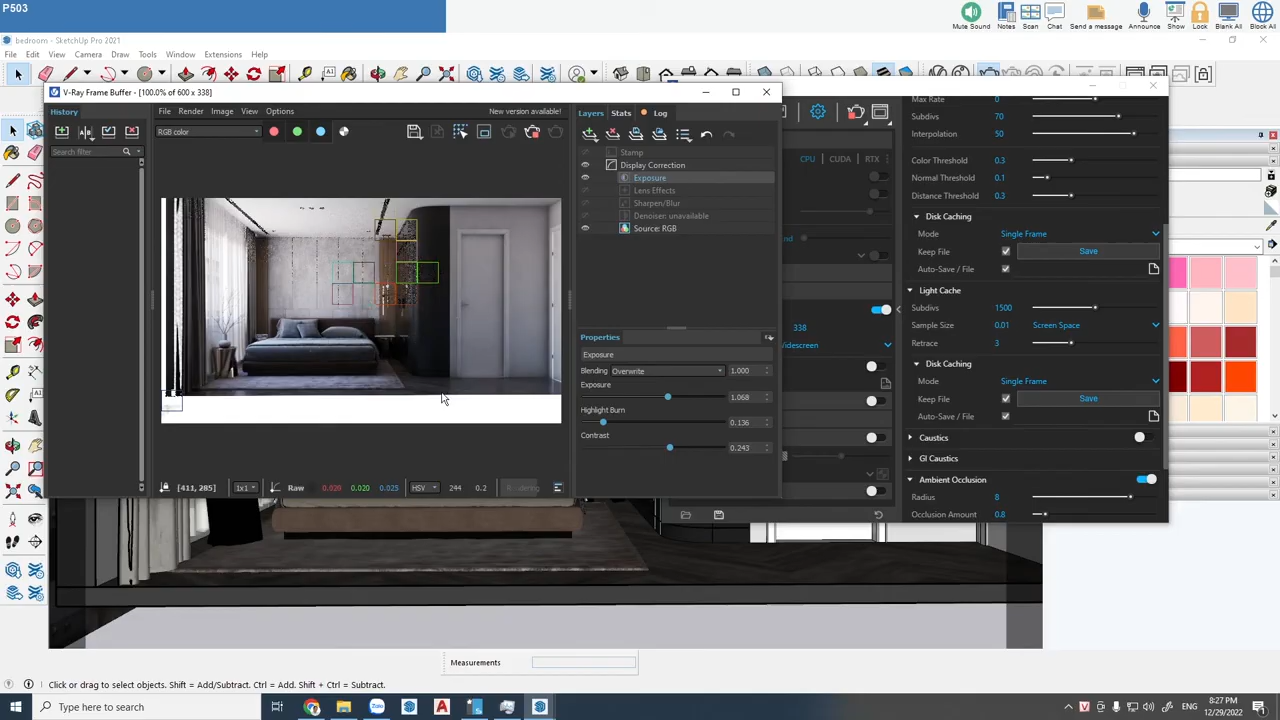 P503
Mute Sound
Notes
Scan
Chat
Send a message
Announce
Show
Lock
Blank All
Block All
bedroom - SketchUp Pro 2021
File Edit View Camera Draw Tools Window Extensions Help
V-Ray Frame Buffer - [100.0% of 600 x 338]
History
File Render Image View Options
New version available!
Layers Stats Log
RGB color
Search filter
Stamp
Display Correction
Exposure
Lens Effects
Sharpen/Blur
Denoiser: unavailable
Source: RGB
Properties
Exposure
Blending Overwrite 1.000
Exposure
1.068
Highlight Burn
0.136
Contrast
0.243
[411, 285] 1x1 Raw 0.020 0.020 0.025 HSV 244 0.2
CPU CUDA RTX
338
Max Rate 0
Subdivs 70
Interpolation 50
Color Threshold 0.3
Normal Threshold 0.1
Distance Threshold 0.3
Disk Caching
Mode Single Frame
Keep File Save
Auto-Save / File
Light Cache
Subdivs 1500
Sample Size 0.01 Screen Space
Retrace 3
Disk Caching
Mode Single Frame
Keep File Save
Auto-Save / File
Caustics
GI Caustics
Ambient Occlusion
Radius 8
Occlusion Amount 0.8
Measurements
Click or drag to select objects. Shift = Add/Subtract. Ctrl = Add. Shift + Ctrl = Subtract.
Type here to search
ENG
8:27 PM
12/29/2022